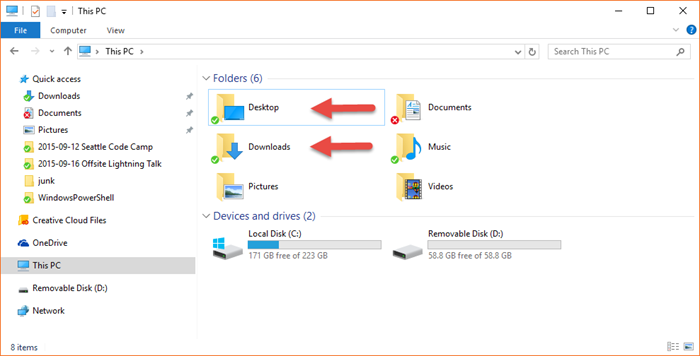 This PC
File
Computer
View
This PC
Search This PC
Quick access
Downloads
Documents
Pictures
2015-09-12 Seattle Code Camp
2015-09-16 Offsite Lightning Talk
junk
WindowsPowerShell
Creative Cloud Files
OneDrive
This PC
Removable Disk (D:)
Network
Folders (6)
Desktop
Documents
Downloads
Music
Pictures
Videos
Devices and drives (2)
Local Disk (C:)
171 GB free of 223 GB
Removable Disk (D:)
58.8 GB free of 58.8 GB
8 items